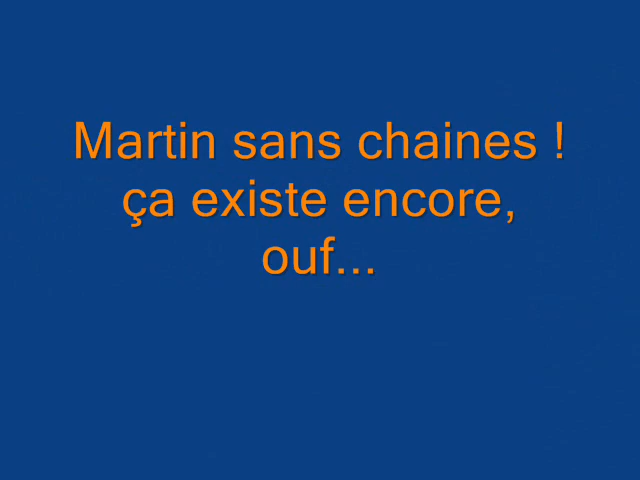 Martin sans chaines !
ça existe encore,
ouf...